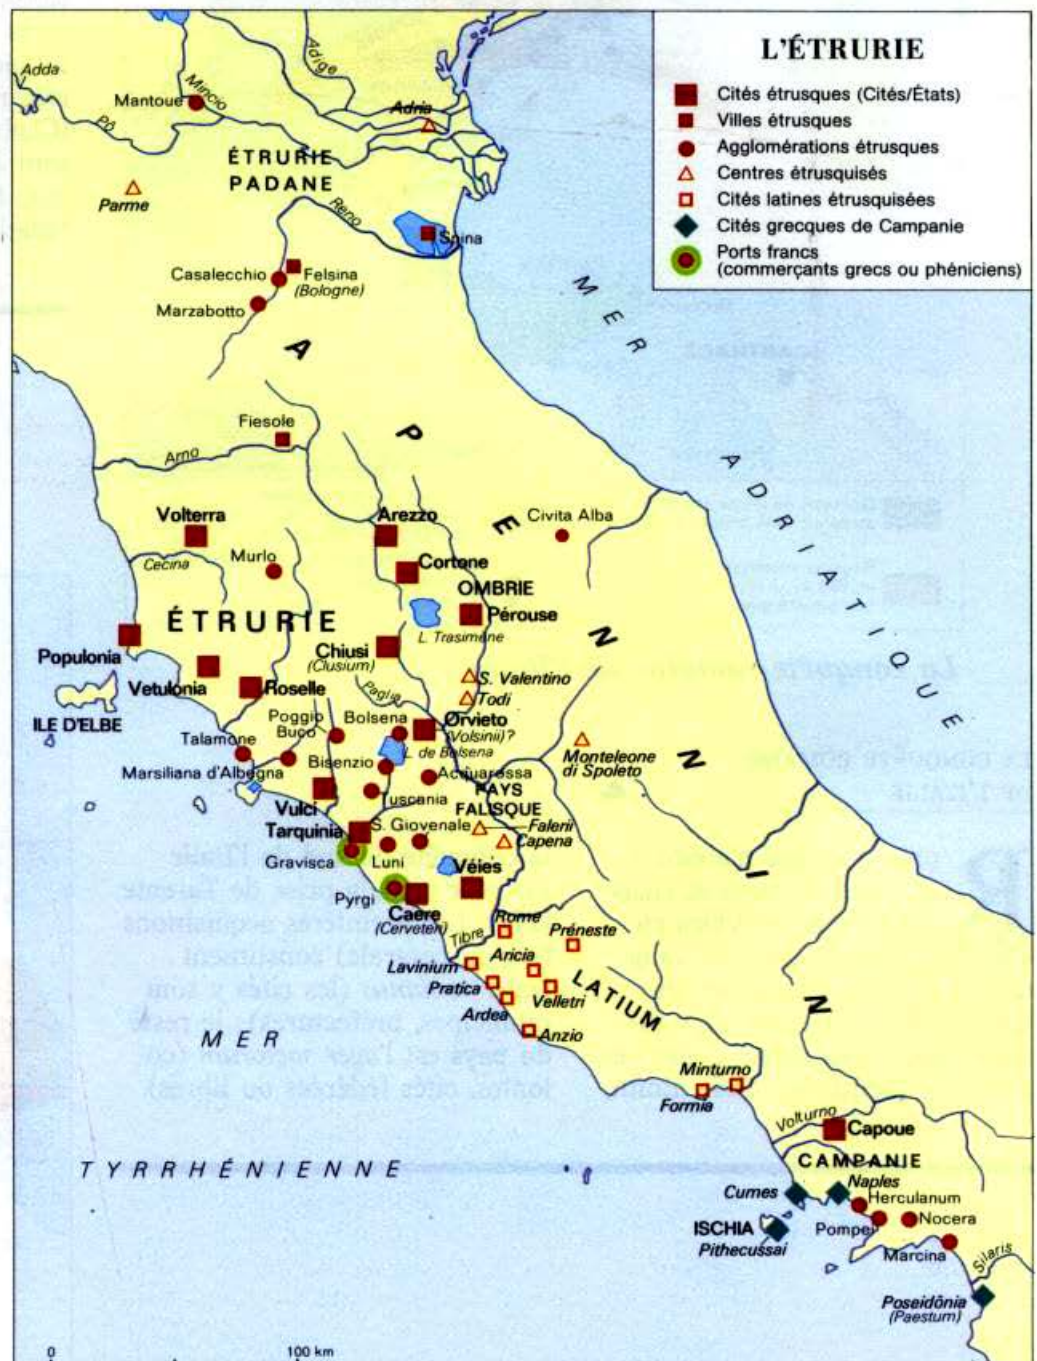 L'ÉTRURIE
Cités étrusques (Cités/États)
Villes étrusques
Agglomérations étrusques
Centres étrusquisés
Cités latines étrusquisées
Cités grecques de Campanie
Ports francs
(commerçants grecs ou phéniciens)
Adda
Mincio
Adige
Mantoue
Adria
Pô
ÉTRURIE
PADANE
Parme
Reno
Spina
Casalecchio
Felsina
(Bologne)
Marzabotto
MER ADRIATIQUE
APENNIN
Fiesole
Arno
Volterra
Arezzo
Civita Alba
Cecina
Murlo
Cortone
OMBRIE
ÉTRURIE
Pérouse
L. Trasimène
Populonia
Chiusi
(Clusium)
Vetulonia
Roselle
Paglia
S. Valentino
Todi
ILE D'ELBE
Poggio
Buco
Bolsena
Orvieto
(Volsinii)?
Talamone
L. de Bolsena
Bisenzio
Monteleone
di Spoleto
Marsiliana d'Albegna
Acquarossa
Tuscania
PAYS
FALISQUE
Vulci
Tarquinia
S. Giovenale
Falerii
Capena
Gravisca
Luni
Véies
Pyrgi
Caere
(Cerveteri)
Tibre
Rome
Préneste
Lavinium
Aricia
Pratica
Velletri
LATIUM
Ardea
Anzio
MER
Minturno
Formia
Volturno
Capoue
TYRRHÉNIENNE
CAMPANIE
Cumes
Naples
Herculanum
ISCHIA
Pithecussai
Pompei
Nocera
Marcina
Silaris
Poseidônia
(Paestum)
0
100 km